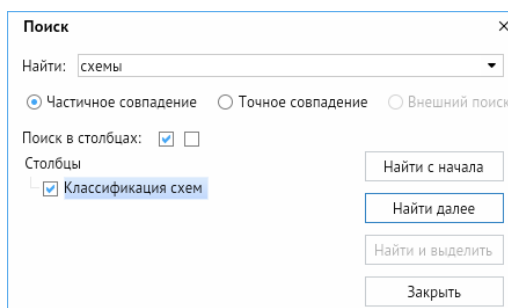 Поиск
Найти: схемы
Частичное совпадение Точное совпадение Внешний поиск
Поиск в столбцах:
Столбцы
Найти с начала
Классификация схем
Найти далее
Найти и выделить
Закрыть